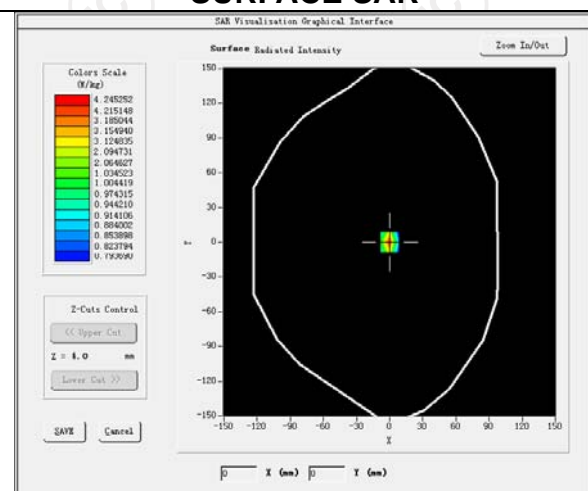 SURFACE SAR
SAR Visualisation Graphical Interface
Surface Radiated Intensity
Zoom In/Out
Colors Scale
(W/kg)
4.245252
4.215148
3.185044
3.154940
3.124835
2.094731
2.064627
1.034523
1.004419
0.974315
0.944210
0.914106
0.884002
0.853898
0.823794
0.793690
150
120
90
60
30
0
-30
-60
-90
-120
-150
Y
-150 -120 -90 -60 -30 0 30 60 90 120 150
X
Z-Cuts Control
<< Upper Cut
Z = 4.0 mm
Lower Cut >>
SAVE Cancel
0 X (mm) 0 Y (mm)